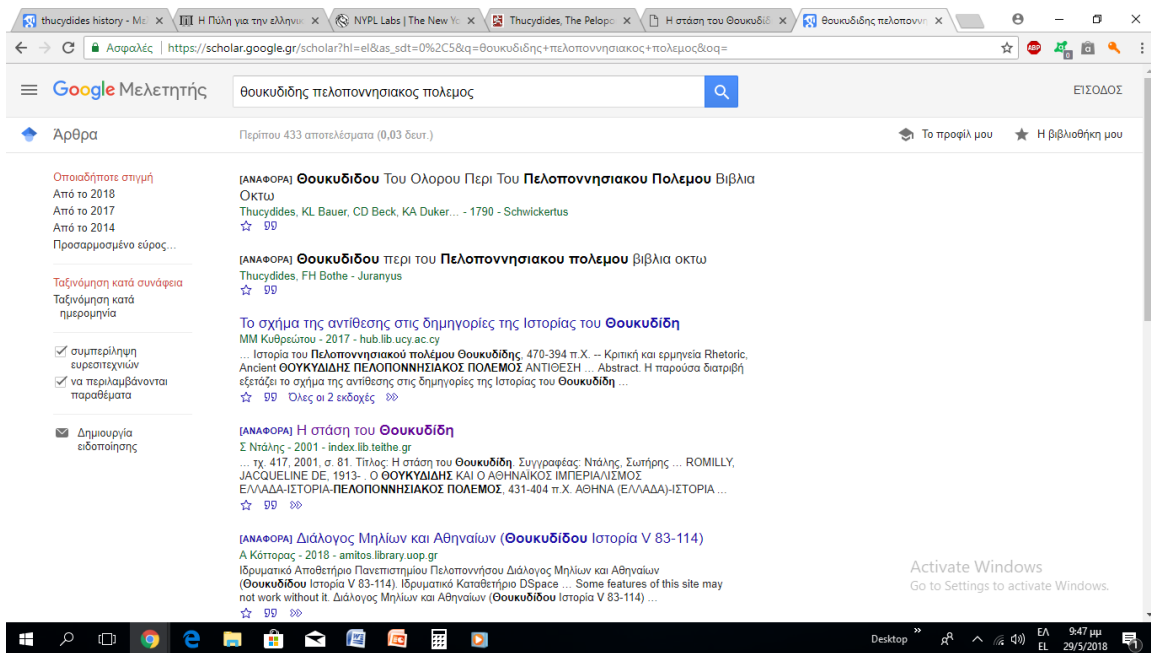 thucydides history - Με
Η Πύλη για την ελληνικ
NYPL Labs | The New Yo
Thucydides, The Pelopo
Η στάση του Θουκυδίδ
θουκυδιδης πελοποννη
Ασφαλές | https://scholar.google.gr/scholar?hl=el&as_sdt=0%2C5&q=θουκυδιδης+πελοποννησιακος+πολεμος&oq=
ABP
0
Google Μελετητής
θουκυδιδης πελοποννησιακος πολεμος
ΕΙΣΟΔΟΣ
Άρθρα
Περίπου 433 αποτελέσματα (0,03 δευτ.)
Το προφίλ μου
Η βιβλιοθήκη μου
Οποιαδήποτε στιγμή
Από το 2018
Από το 2017
Από το 2014
Προσαρμοσμένο εύρος...
Ταξινόμηση κατά συνάφεια
Ταξινόμηση κατά
ημερομηνία
συμπερίληψη
ευρεσιτεχνιών
να περιλαμβάνονται
παραθέματα
Δημιουργία
ειδοποίησης
[ΑΝΑΦΟΡΑ] Θουκυδιδου Του Ολορου Περι Του Πελοποννησιακου Πολεμου Βιβλια
Οκτω
Thucydides, KL Bauer, CD Beck, KA Duker... - 1790 - Schwickertus
[ΑΝΑΦΟΡΑ] Θουκυδιδου περι του Πελοποννησιακου πολεμου βιβλια οκτω
Thucydides, FH Bothe - Juranyus
Το σχήμα της αντίθεσης στις δημηγορίες της Ιστορίας του Θουκυδίδη
ΜΜ Κυθρεώτου - 2017 - hub.lib.ucy.ac.cy
... Ιστορία του Πελοποννησιακού πολέμου Θουκυδίδης, 470-394 π.Χ. -- Κριτική και ερμηνεία Rhetoric,
Ancient ΘΟΥΚΥΔΙΔΗΣ ΠΕΛΟΠΟΝΝΗΣΙΑΚΟΣ ΠΟΛΕΜΟΣ ΑΝΤΙΘΕΣΗ ... Abstract. Η παρούσα διατριβή
εξετάζει το σχήμα της αντίθεσης στις δημηγορίες της Ιστορίας του Θουκυδίδη ...
Όλες οι 2 εκδοχές
[ΑΝΑΦΟΡΑ] Η στάση του Θουκυδίδη
Σ Ντάλης - 2001 - index.lib.teithe.gr
... τχ. 417, 2001, σ. 81. Τίτλος: Η στάση του Θουκυδίδη. Συγγραφέας: Ντάλης, Σωτήρης ... ROMILLY,
JACQUELINE DE, 1913- . Ο ΘΟΥΚΥΔΙΔΗΣ ΚΑΙ Ο ΑΘΗΝΑΪΚΟΣ ΙΜΠΕΡΙΑΛΙΣΜΟΣ
ΕΛΛΑΔΑ-ΙΣΤΟΡΙΑ-ΠΕΛΟΠΟΝΝΗΣΙΑΚΟΣ ΠΟΛΕΜΟΣ, 431-404 π.Χ. ΑΘΗΝΑ (ΕΛΛΑΔΑ)-ΙΣΤΟΡΙΑ ...
[ΑΝΑΦΟΡΑ] Διάλογος Μηλίων και Αθηναίων (Θουκυδίδου Ιστορία V 83-114)
Α Κόττορας - 2018 - amitos.library.uop.gr
Ιδρυματικό Αποθετήριο Πανεπιστημίου Πελοποννήσου Διάλογος Μηλίων και Αθηναίων
(Θουκυδίδου Ιστορία V 83-114). Ιδρυματικό Καταθετήριο DSpace ... Some features of this site may
not work without it. Διάλογος Μηλίων και Αθηναίων (Θουκυδίδου Ιστορία V 83-114) ...
Activate Windows
Go to Settings to activate Windows.
Desktop
ΕΛ
EL
9:47 μμ
29/5/2018
1